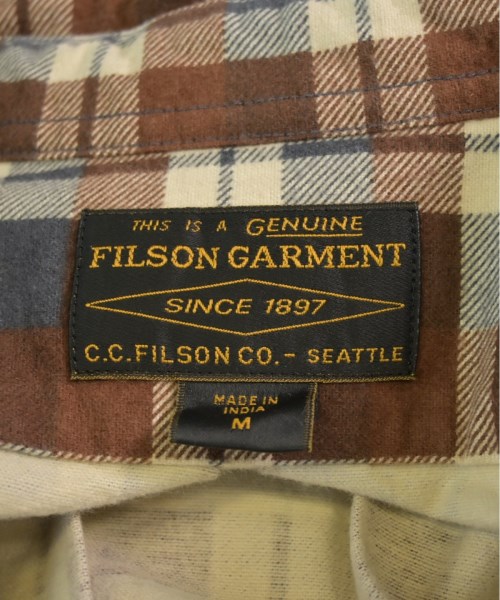 THIS IS A GENUINE
FILSON GARMENT
SINCE 1897
C.C.FILSON CO.- SEATTLE
MADE IN
INDIA
M